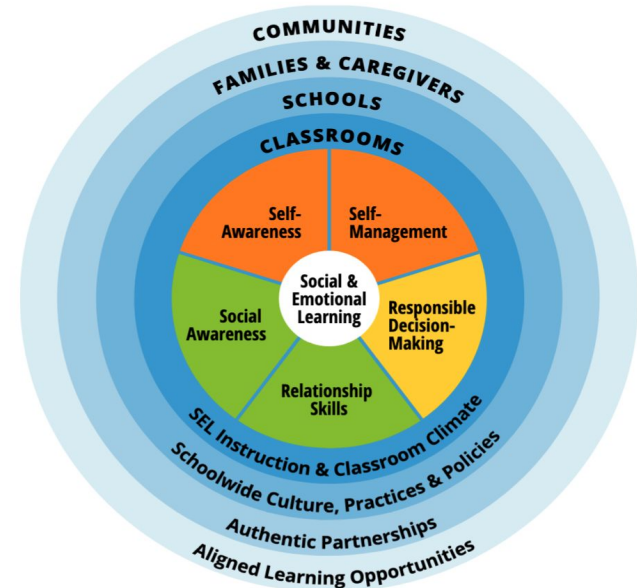 COMMUNITIES
FAMILIES & CAREGIVERS
SCHOOLS
CLASSROOMS
Self-
Awareness
Self-
Management
Social &
Emotional
Learning
Social
Awareness
Responsible
Decision-
Making
Relationship
Skills
SEL Instruction & Classroom Climate
Schoolwide Culture, Practices & Policies
Authentic Partnerships
Aligned Learning Opportunities